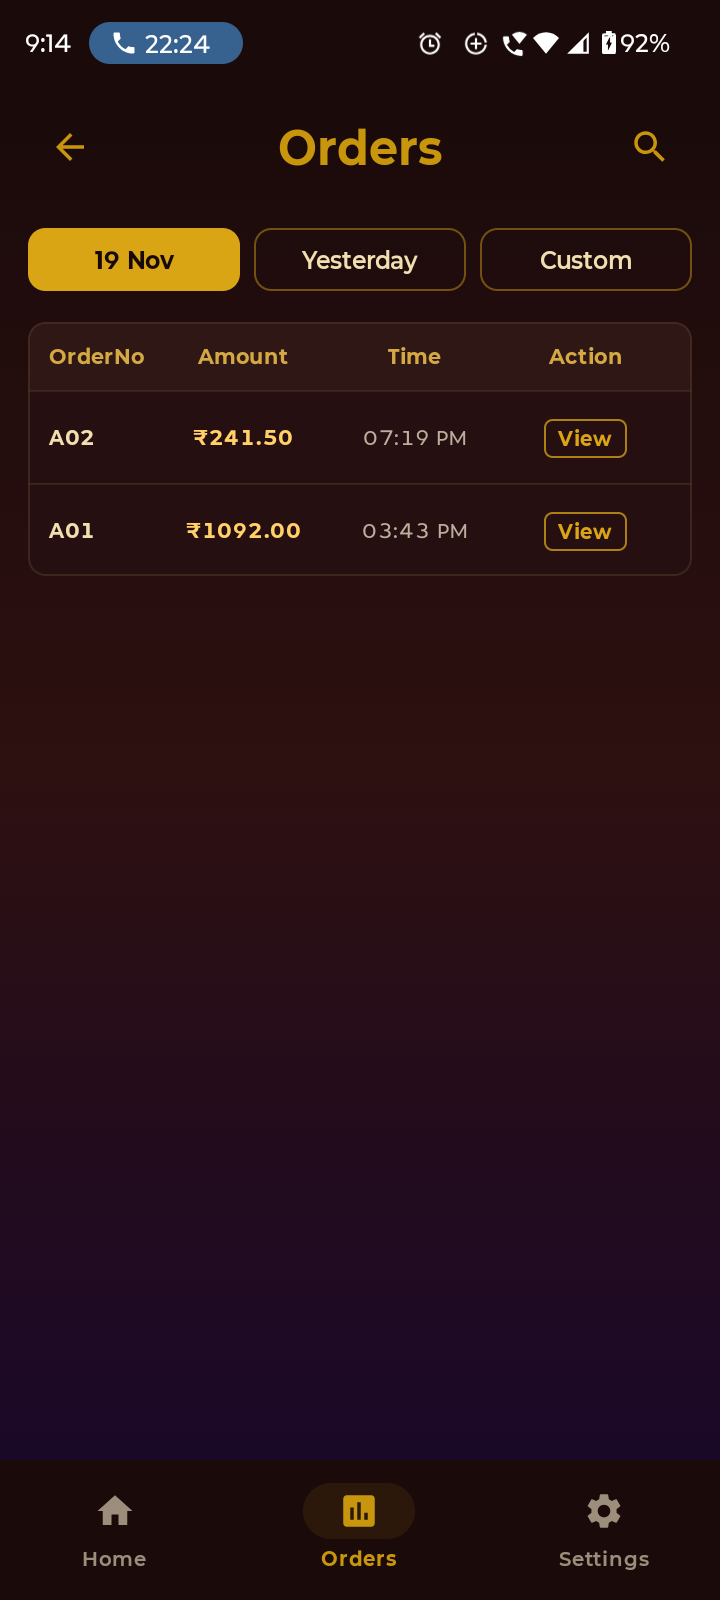 9:14 22:24 92%
Orders
19 Nov Yesterday Custom
OrderNo Amount Time Action
A02 ₹241.50 07:19 PM View
A01 ₹1092.00 03:43 PM View
Home Orders Settings